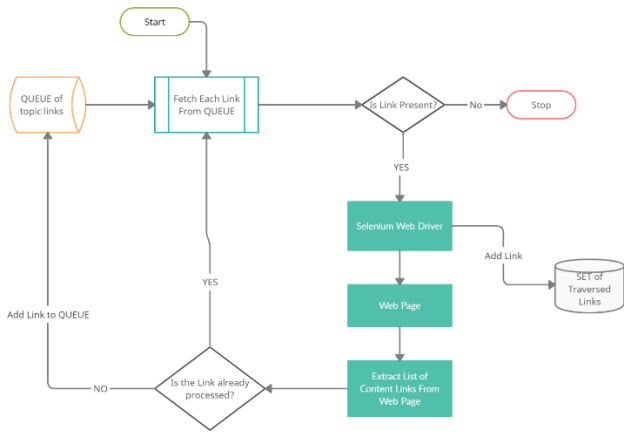 Start
QUEUE of
topic links
Fetch Each Link
From QUEUE
Is Link Present?
No
Stop
YES
Selenium Web Driver
Add Link
SET of
Traversed
Links
Web Page
YES
Add Link to QUEUE
Extract List of
Content Links From
Web Page
Is the Link already
processed?
NO